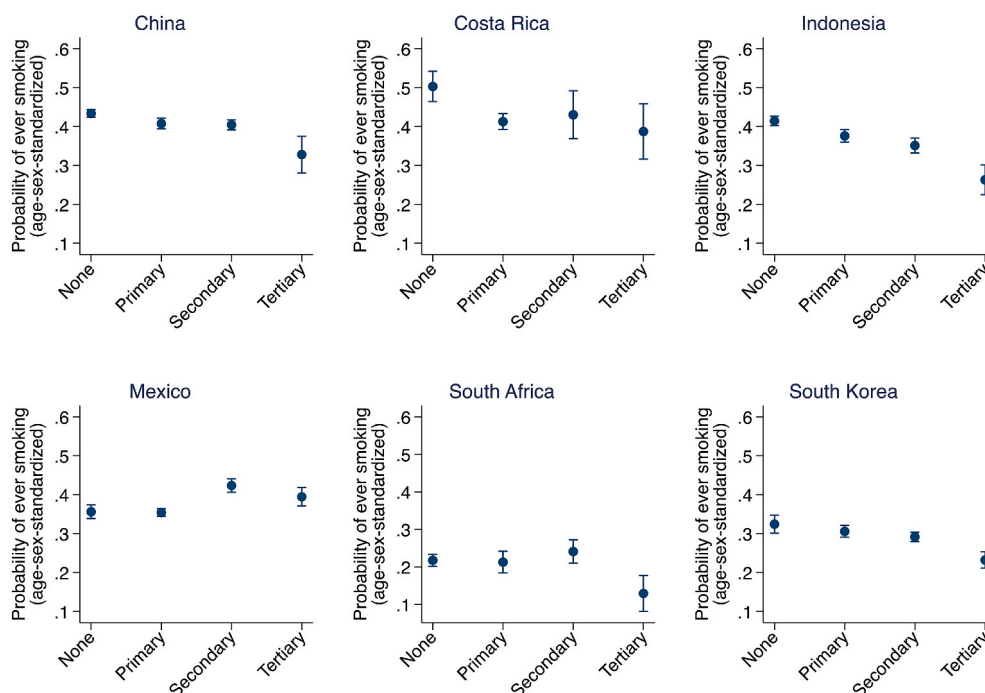 China
Costa Rica
Indonesia
Probability of ever smoking
(age-sex-standardized)
.6
.5
.4
.3
.2
.1
None
Primary
Secondary
Tertiary
Probability of ever smoking
(age-sex-standardized)
.6
.5
.4
.3
.2
.1
None
Primary
Secondary
Tertiary
Probability of ever smoking
(age-sex-standardized)
.6
.5
.4
.3
.2
.1
None
Primary
Secondary
Tertiary
Mexico
South Africa
South Korea
Probability of ever smoking
(age-sex-standardized)
.6
.5
.4
.3
.2
.1
None
Primary
Secondary
Tertiary
Probability of ever smoking
(age-sex-standardized)
.6
.5
.4
.3
.2
.1
None
Primary
Secondary
Tertiary
Probability of ever smoking
(age-sex-standardized)
.6
.5
.4
.3
.2
.1
None
Primary
Secondary
Tertiary